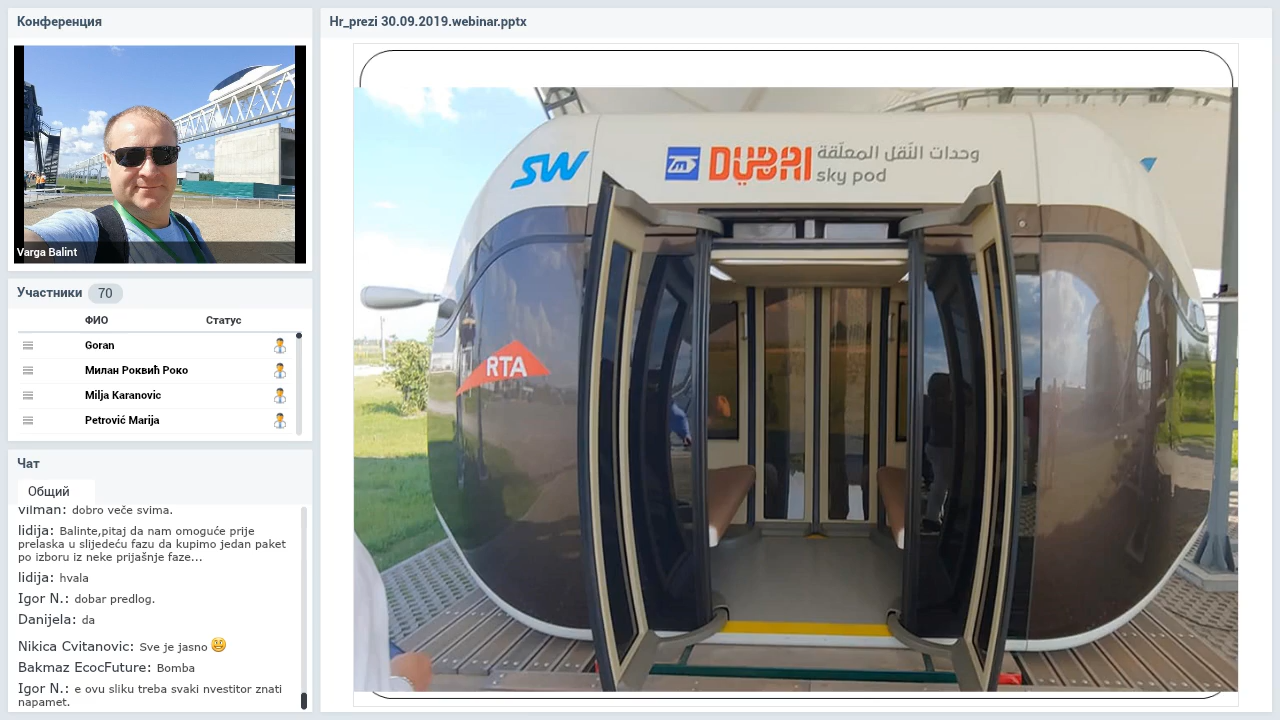 Конференция
Varga Balint
Участники 70
ФИО Статус
Goran
Милан Роквић Роко
Milja Karanovic
Petrović Marija
Чат
Общий
vilman: dobro veče svima.
lidija: Balinte,pitaj da nam omoguće prije
prelaska u slijedeću fazu da kupimo jedan paket
po izboru iz neke prijašnje faze...
lidija: hvala
Igor N.: dobar predlog.
Danijela: da
Nikica Cvitanovic: Sve je jasno
Bakmaz EcocFuture: Bomba
Igor N.: e ovu sliku treba svaki nvestitor znati
napamet.
Hr_prezi 30.09.2019.webinar.pptx
SW
DUBAI
وحدات النّقل المعلّقة
sky pod
RTA